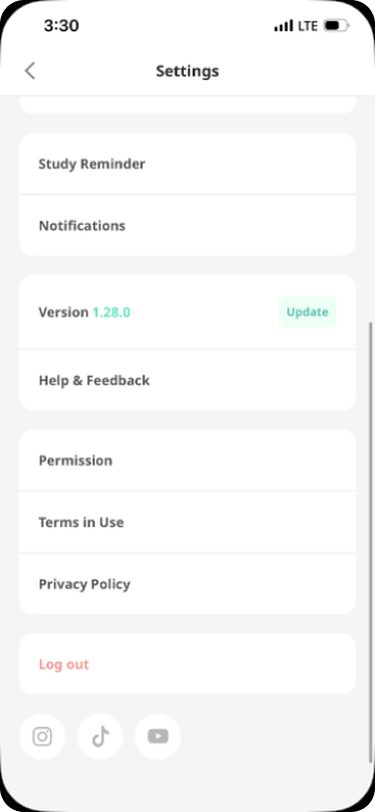 3:30
LTE
Settings
Study Reminder
Notifications
Version 1.28.0
Update
Help & Feedback
Permission
Terms in Use
Privacy Policy
Log out